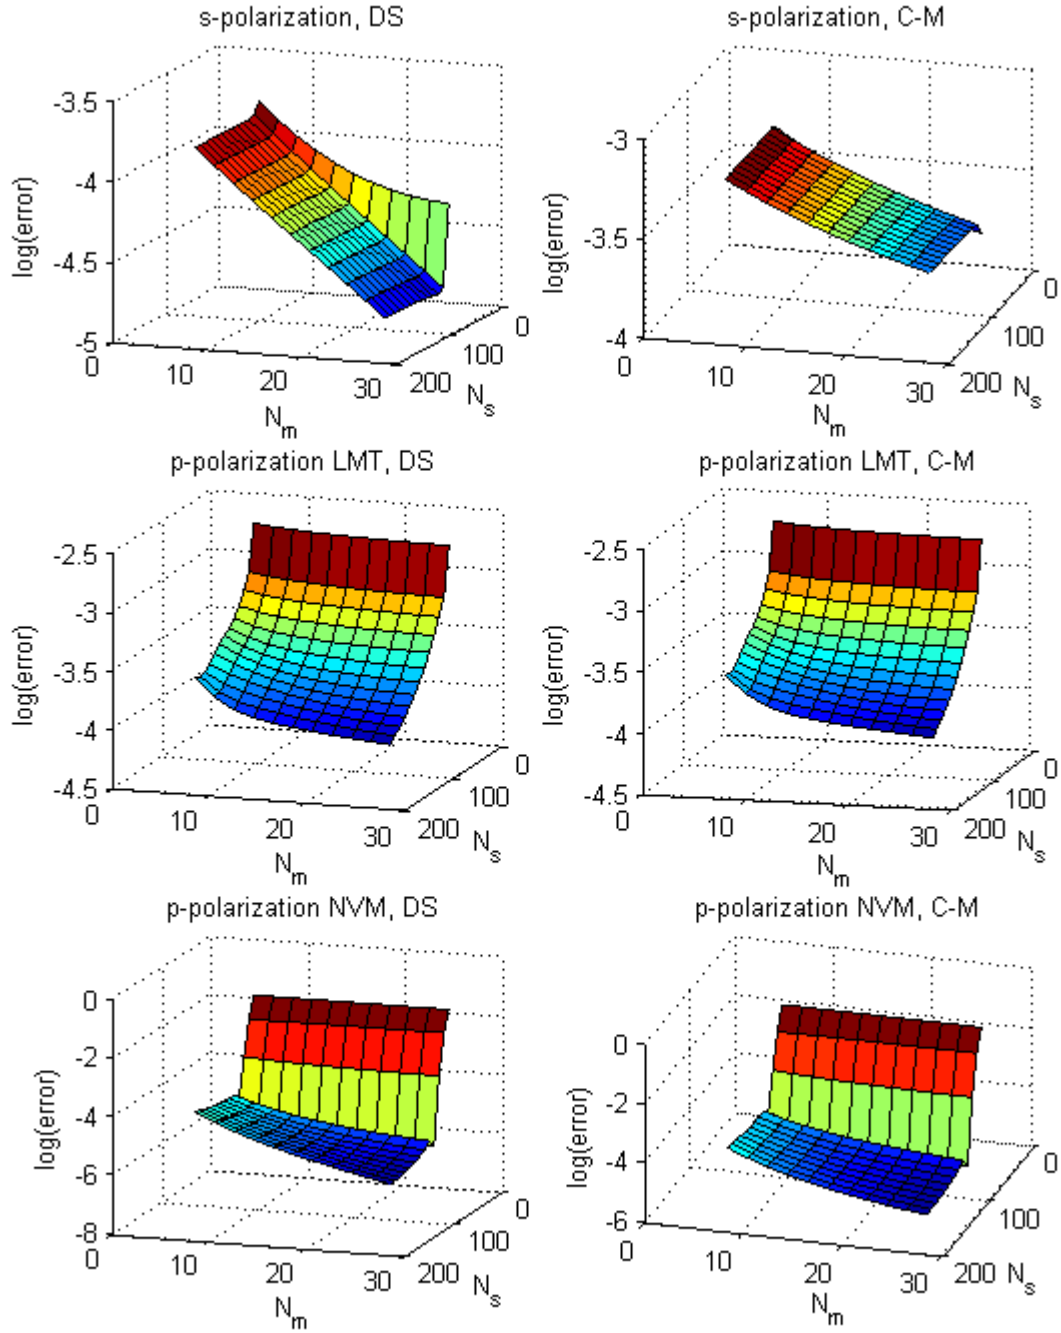 s-polarization, DS
-3.5
-4
-4.5
-5
log(error)
0
10
20
30
N_m
200
100
0
N_s
s-polarization, C-M
-3
-3.5
-4
log(error)
0
10
20
30
N_m
200
100
0
N_s
p-polarization LMT, DS
-2.5
-3
-3.5
-4
-4.5
log(error)
0
10
20
30
N_m
200
100
0
N_s
p-polarization LMT, C-M
-2.5
-3
-3.5
-4
-4.5
log(error)
0
10
20
30
N_m
200
100
0
N_s
p-polarization NVM, DS
0
-2
-4
-6
-8
log(error)
0
10
20
30
N_m
200
100
0
N_s
p-polarization NVM, C-M
0
-2
-4
-6
log(error)
0
10
20
30
N_m
200
100
0
N_s